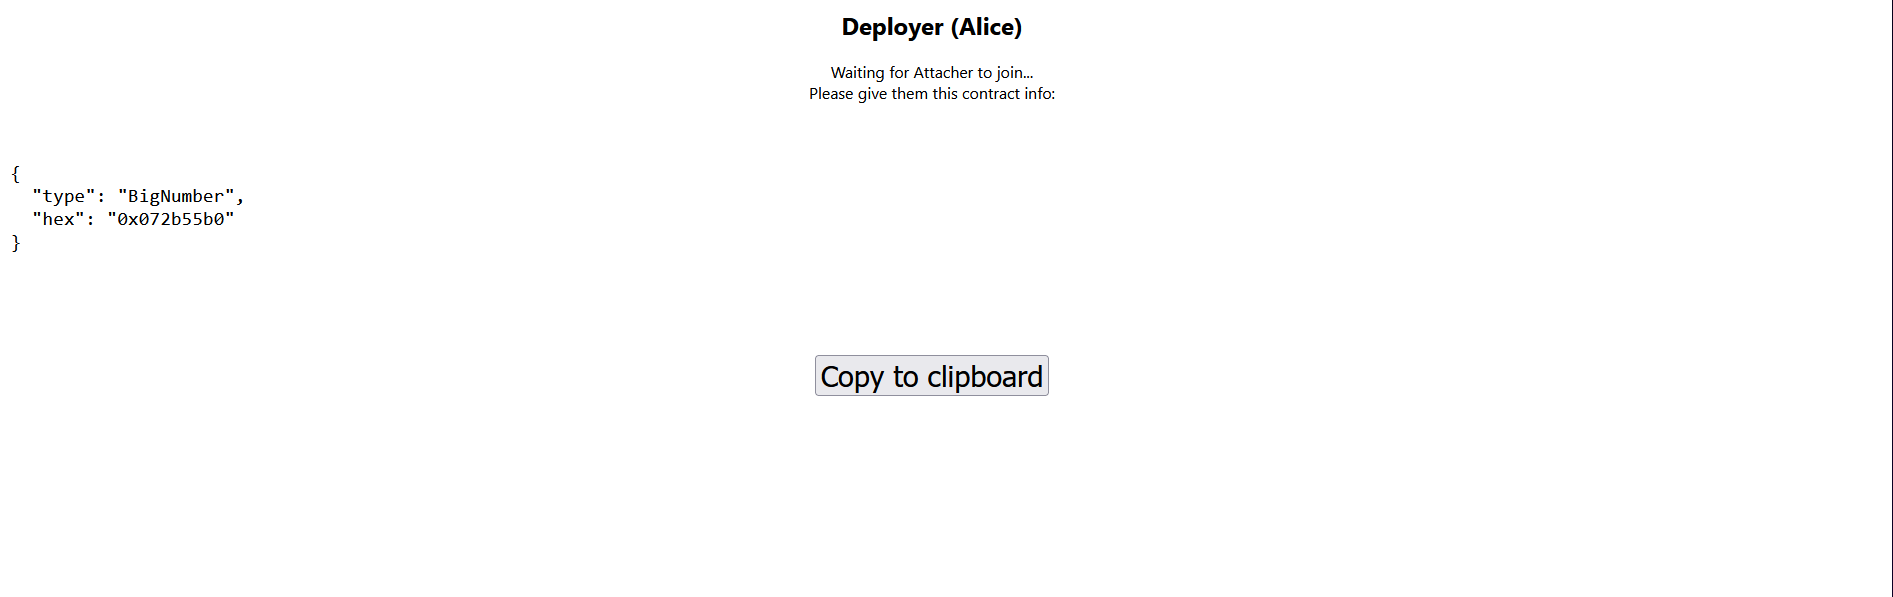 Deployer (Alice)
Waiting for Attacher to join...
Please give them this contract info:
{
  "type": "BigNumber",
  "hex": "0x072b55b0"
}
Copy to clipboard